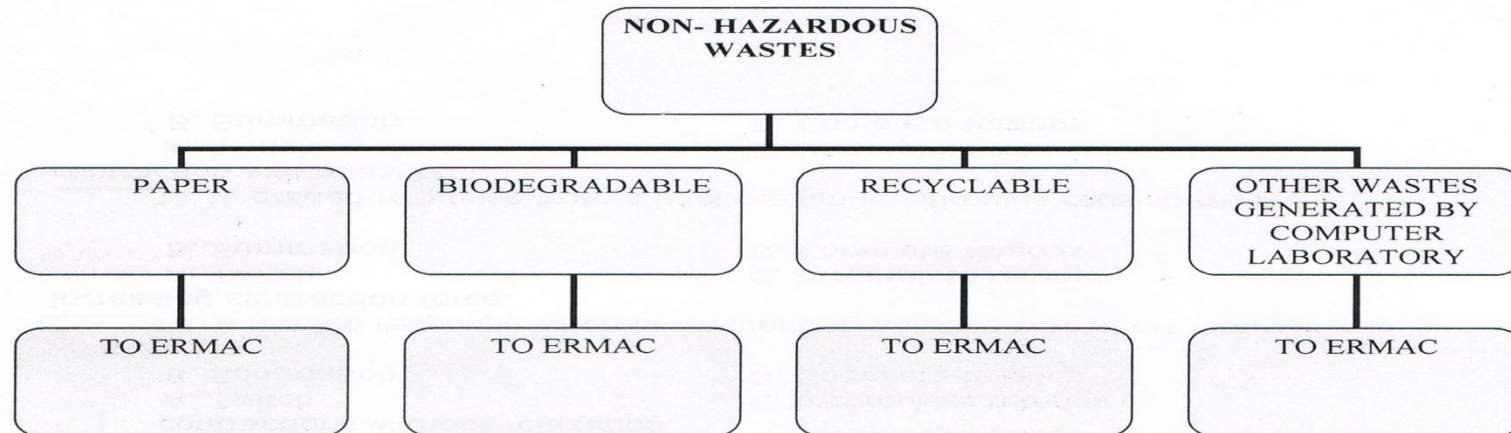 NON- HAZARDOUS
WASTES
PAPER
BIODEGRADABLE
RECYCLABLE
OTHER WASTES
GENERATED BY
COMPUTER
LABORATORY
TO ERMAC
TO ERMAC
TO ERMAC
TO ERMAC